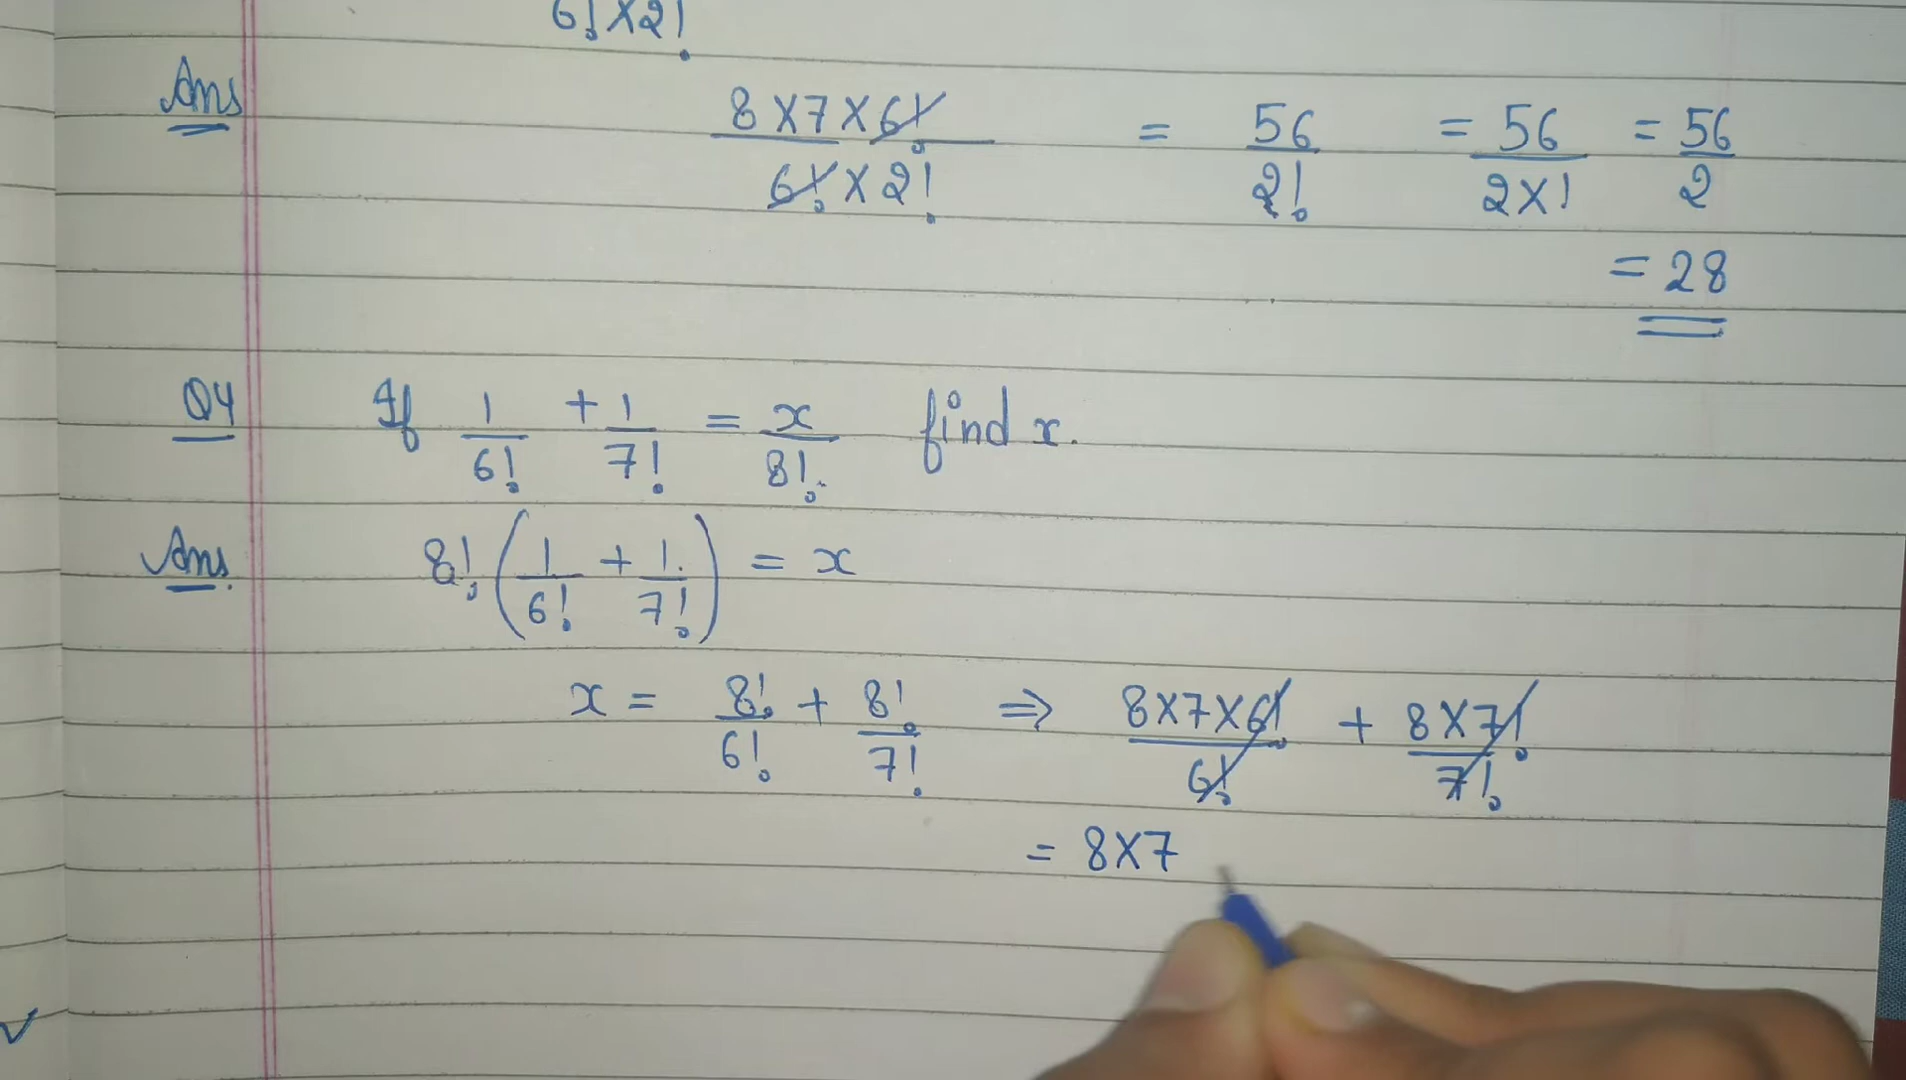 6! × 2!
Ans 8 × 7 × 6! / 6! × 2! = 56 / 2! = 56 / 2 × 1 = 56 / 2
= 28
Q4 If 1/6! + 1/7! = x/8! find x.
Ans. 8! (1/6! + 1/7!) = x
x = 8!/6! + 8!/7! ⇒ 8 × 7 × 6! / 6! + 8 × 7! / 7!
= 8 × 7